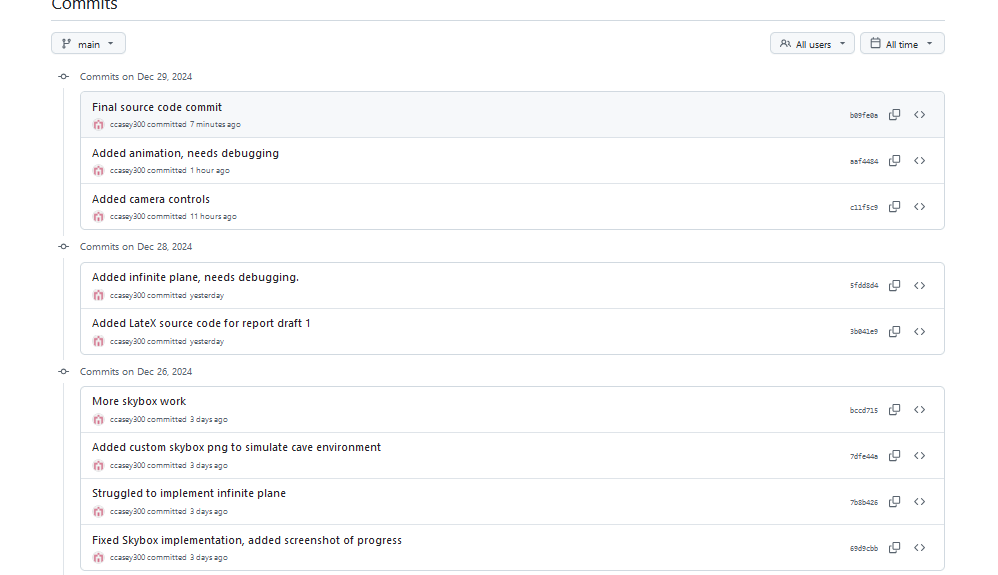 Commits
main
All users
All time
Commits on Dec 29, 2024
Final source code commit
ccasey300 committed 7 minutes ago
b09fe0a
Added animation, needs debugging
ccasey300 committed 1 hour ago
aaf4484
Added camera controls
ccasey300 committed 11 hours ago
c11f5c9
Commits on Dec 28, 2024
Added infinite plane, needs debugging.
ccasey300 committed yesterday
5fdd8d4
Added LateX source code for report draft 1
ccasey300 committed yesterday
3b041e9
Commits on Dec 26, 2024
More skybox work
ccasey300 committed 3 days ago
bccd715
Added custom skybox png to simulate cave environment
ccasey300 committed 3 days ago
7dfe44a
Struggled to implement infinite plane
ccasey300 committed 3 days ago
7b8b426
Fixed Skybox implementation, added screenshot of progress
ccasey300 committed 3 days ago
69d9cbb